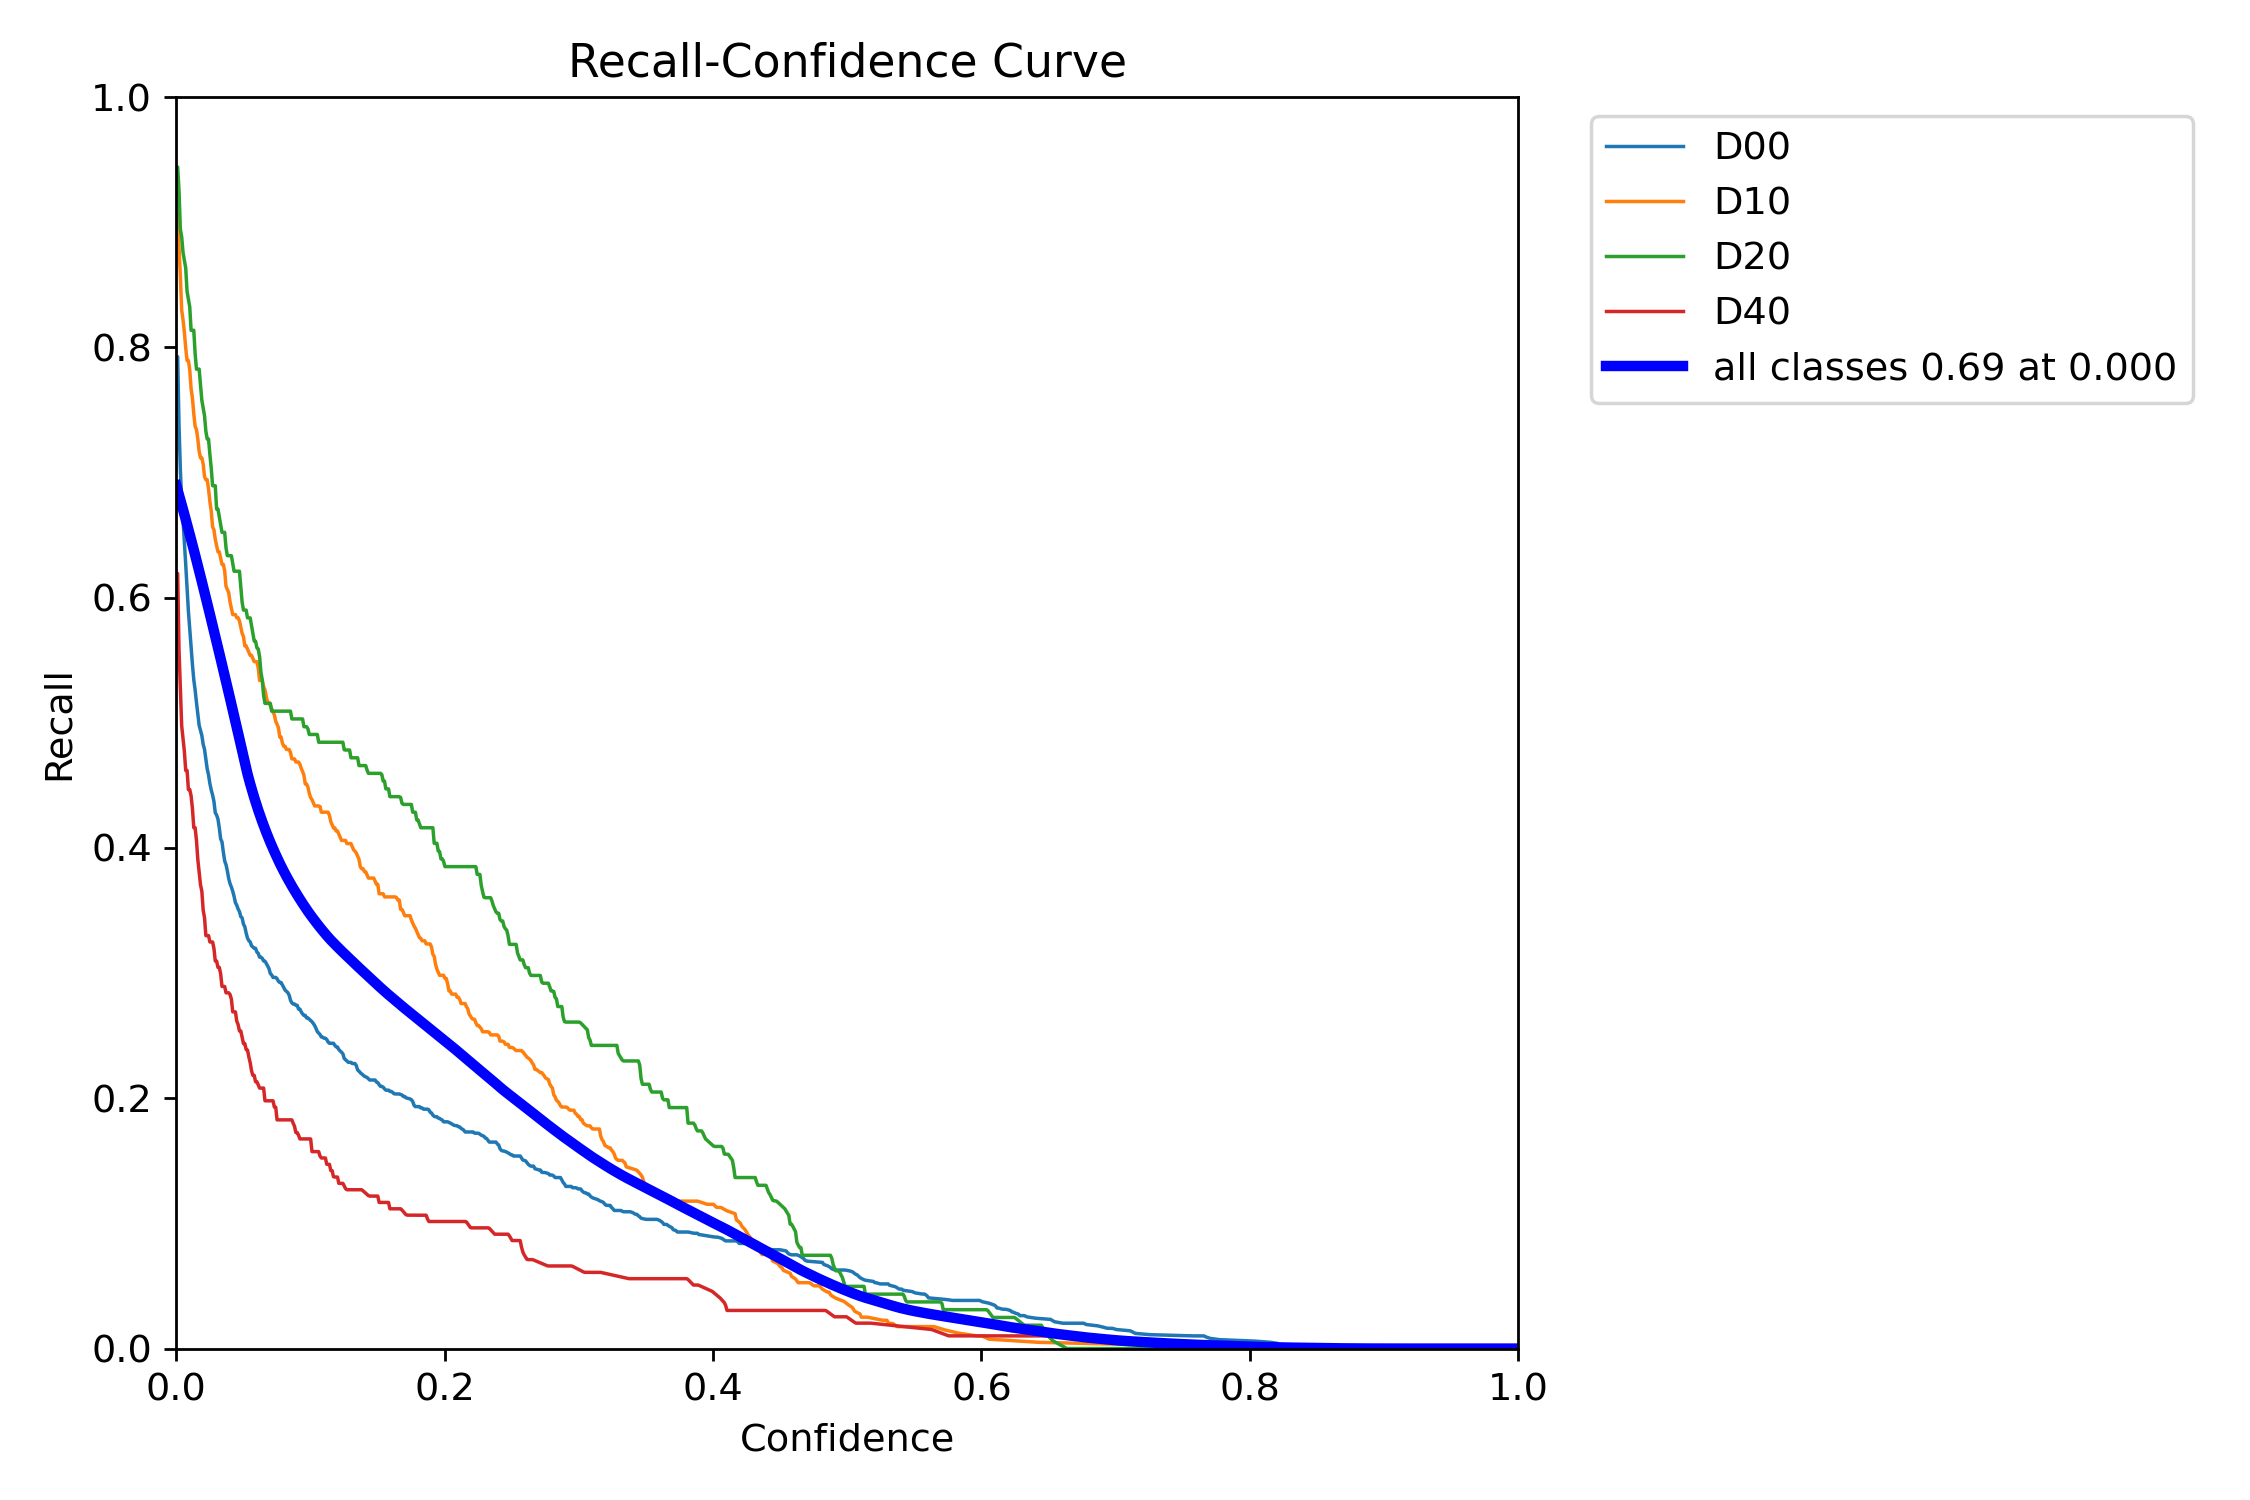 Recall-Confidence Curve
1.0
0.8
0.6
0.4
0.2
0.0
Recall
0.0 0.2 0.4 0.6 0.8 1.0
Confidence
D00
D10
D20
D40
all classes 0.69 at 0.000